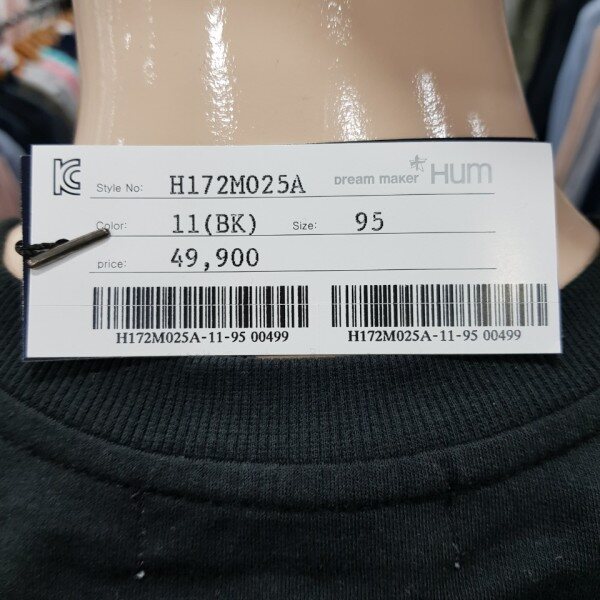 KC Style No: H172M025A Dream maker Hum
Color: 11(BK) Size: 95
price: 49,900
H172M025A-11-95 00499 H172M025A-11-95 00499